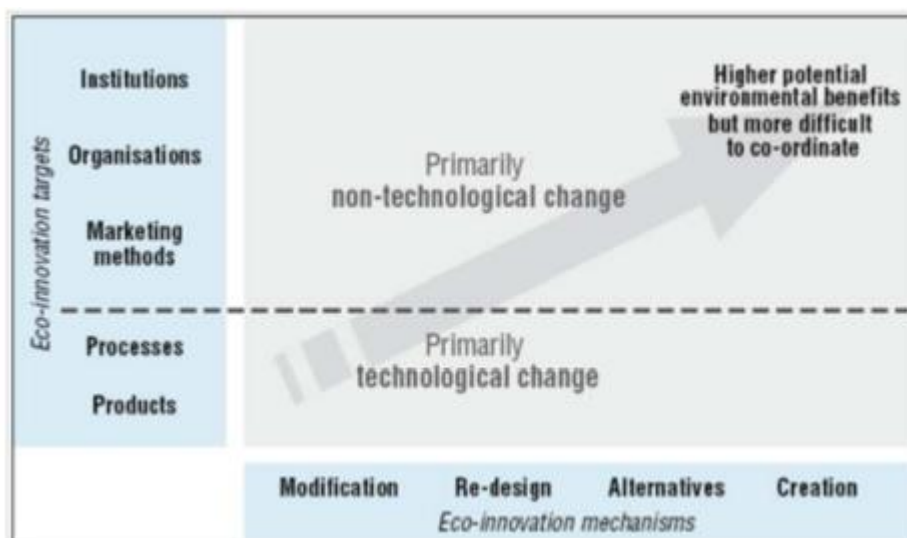 Eco-innovation targets
Institutions
Organisations
Marketing
methods
Processes
Products
Higher potential
environmental benefits
but more difficult
to co-ordinate
Primarily
non-technological change
Primarily
technological change
Modification Re-design Alternatives Creation
Eco-innovation mechanisms